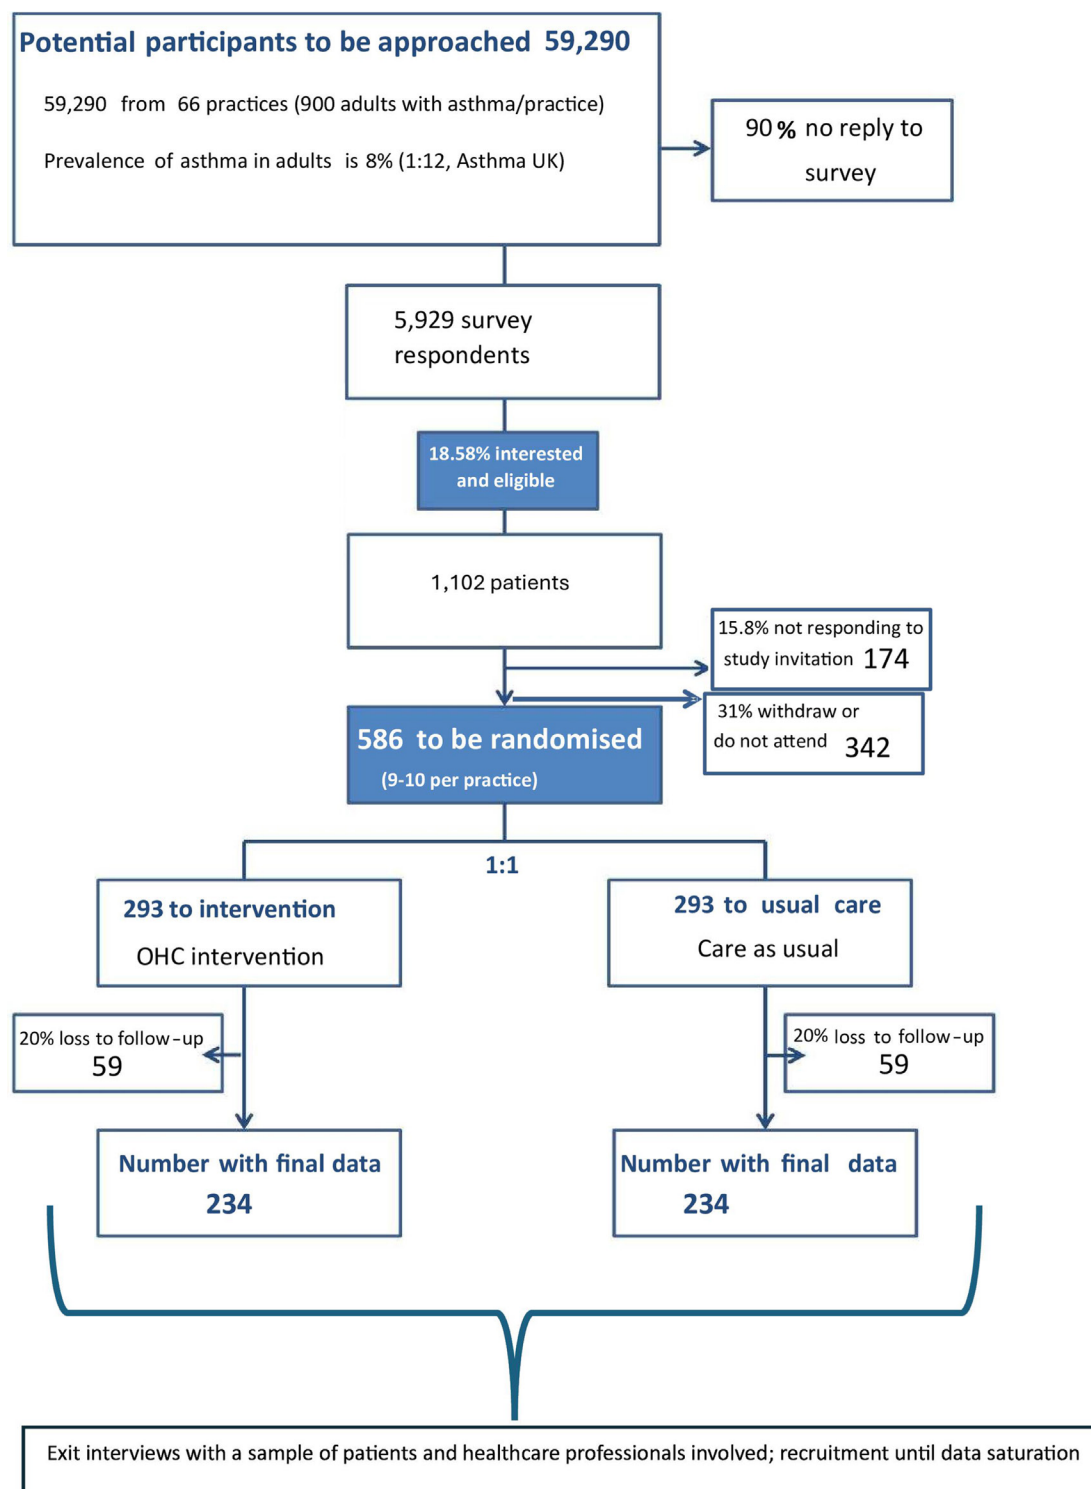 Potential participants to be approached 59,290
59,290 from 66 practices (900 adults with asthma/practice)
Prevalence of asthma in adults is 8% (1:12, Asthma UK)
90% no reply to
survey
5,929 survey
respondents
18.58% interested
and eligible
1,102 patients
15.8% not responding to
study invitation 174
31% withdraw or
do not attend 342
586 to be randomised
(9-10 per practice)
1:1
293 to intervention
OHC intervention
293 to usual care
Care as usual
20% loss to follow-up
59
20% loss to follow-up
59
Number with final data
234
Number with final data
234
Exit interviews with a sample of patients and healthcare professionals involved; recruitment until data saturation